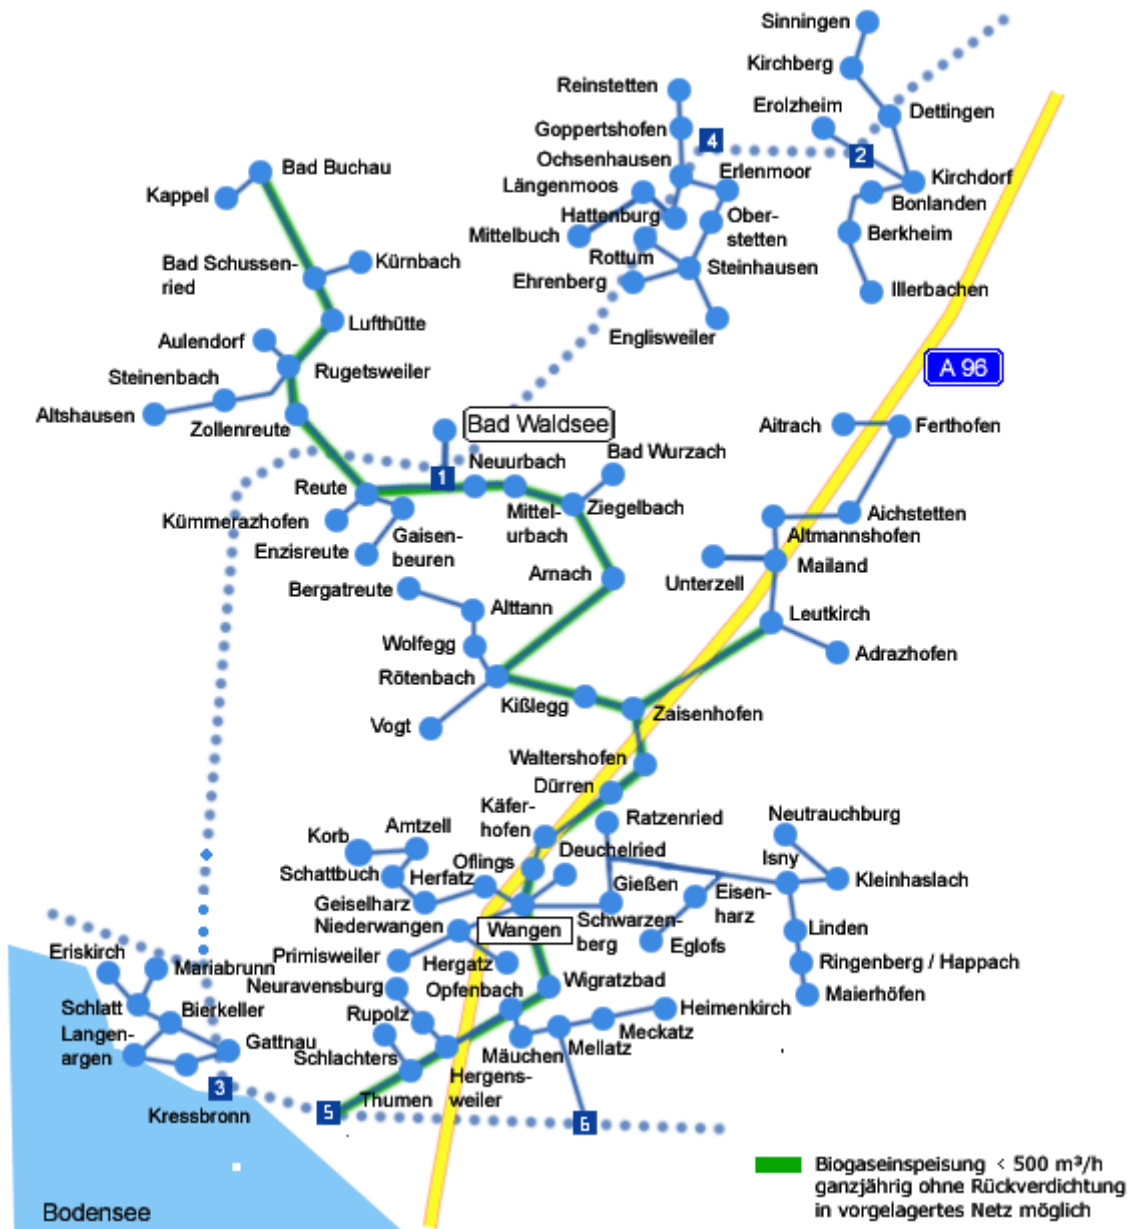 Sinningen
Kirchberg
Reinstetten
Erolzheim
Dettingen
Goppertshofen
4
2
Ochsenhausen
Erlenmoor
Bad Buchau
Kappel
Längenmoos
Kirchdorf
Bonlanden
Hattenburg
Ober-
stetten
Mittelbuch
Berkheim
Rottum
Bad Schussen-
ried
Kürnbach
Steinhausen
Ehrenberg
Illerbachen
Lufthütte
Englisweiler
Aulendorf
Rugetsweiler
A 96
Steinenbach
Altshausen
Zollenreute
Bad Waldsee
Aitrach
Ferthofen
Bad Wurzach
Neuurbach
1
Reute
Mittel-
urbach
Ziegelbach
Kümmerazhofen
Aichstetten
Gaisen-
beuren
Altmannshofen
Enzisreute
Mailand
Arnach
Unterzell
Bergatreute
Alttann
Leutkirch
Wolfegg
Adrazhofen
Rötenbach
Kißlegg
Zaisenhofen
Vogt
Waltershofen
Dürren
Käfer-
hofen
Ratzenried
Neutrauchburg
Korb
Amtzell
Deuchelried
Oflings
Isny
Schattbuch
Herfatz
Gießen
Kleinhaslach
Eisen-
harz
Geiselharz
Niederwangen
Wangen
Schwarzen-
berg
Linden
Eglofs
Primisweiler
Hergatz
Ringenberg / Happach
Eriskirch
Mariabrunn
Neuravensburg
Opfenbach
Wigratzbad
Maierhöfen
Schlatt
Bierkeller
Rupolz
Heimenkirch
Meckatz
Langen-
argen
Gattnau
Schlachters
Mäuchen
Mellatz
Hergens-
weiler
3
Thumen
Kressbronn
5
6
Biogaseinspeisung < 500 m³/h
ganzjährig ohne Rückverdichtung
in vorgelagertes Netz möglich
Bodensee